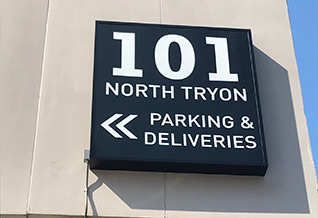 101
NORTH TRYON
PARKING &
DELIVERIES